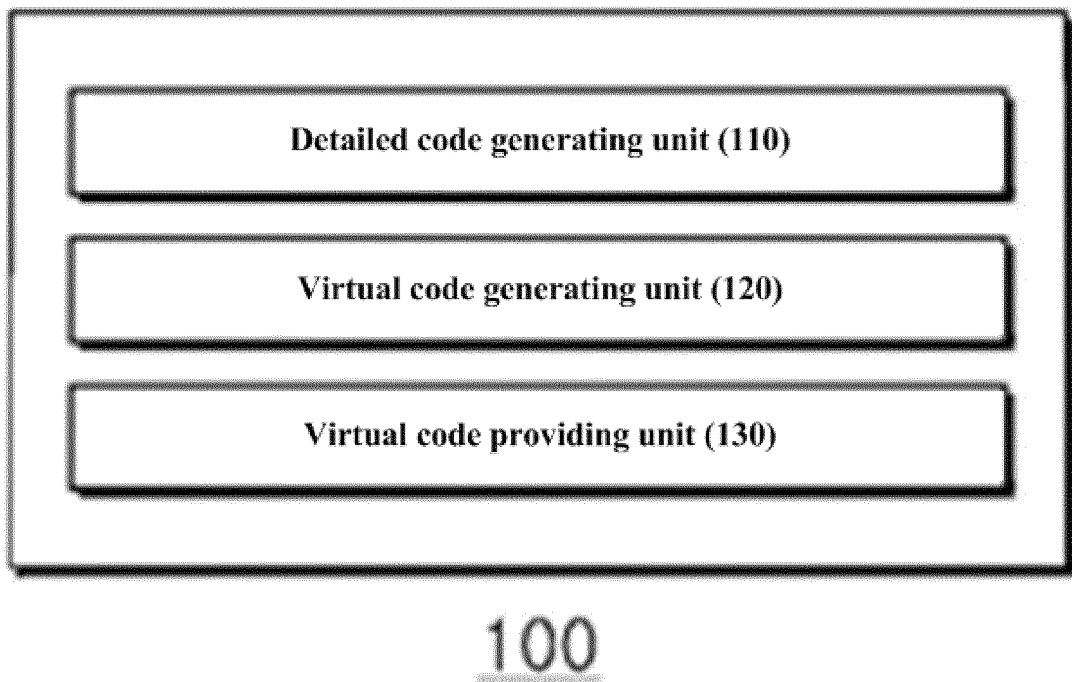 Detailed code generating unit (110)
Virtual code generating unit (120)
Virtual code providing unit (130)
100